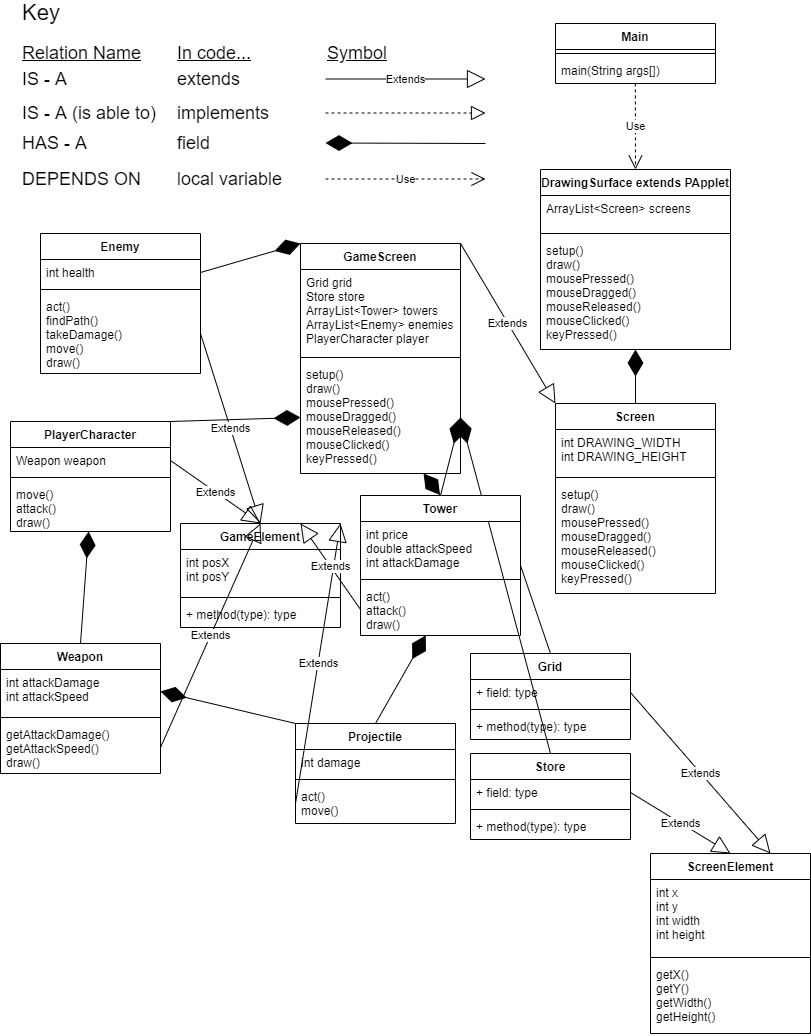 Key
Relation Name In code... Symbol
IS - A extends Extends
IS - A (is able to) implements
HAS - A field
DEPENDS ON local variable Use
Main
main(String args[])
Use
DrawingSurface extends PApplet
ArrayList<Screen> screens
setup()
draw()
mousePressed()
mouseDragged()
mouseReleased()
mouseClicked()
keyPressed()
Enemy
int health
act()
findPath()
takeDamage()
move()
draw()
GameScreen
Grid grid
Store store
ArrayList<Tower> towers
ArrayList<Enemy> enemies
PlayerCharacter player
setup()
draw()
mousePressed()
mouseDragged()
mouseReleased()
mouseClicked()
keyPressed()
Extends
Screen
int DRAWING_WIDTH
int DRAWING_HEIGHT
setup()
draw()
mousePressed()
mouseDragged()
mouseReleased()
mouseClicked()
keyPressed()
PlayerCharacter
Weapon weapon
move()
attack()
draw()
Extends
Extends
GameElement
int posX
int posY
+ method(type): type
Extends
Tower
int price
double attackSpeed
int attackDamage
act()
attack()
draw()
Extends
Extends
Weapon
int attackDamage
int attackSpeed
getAttackDamage()
getAttackSpeed()
draw()
Projectile
int damage
act()
move()
Grid
+ field: type
+ method(type): type
Store
+ field: type
+ method(type): type
Extends
Extends
ScreenElement
int x
int y
int width
int height
getX()
getY()
getWidth()
getHeight()